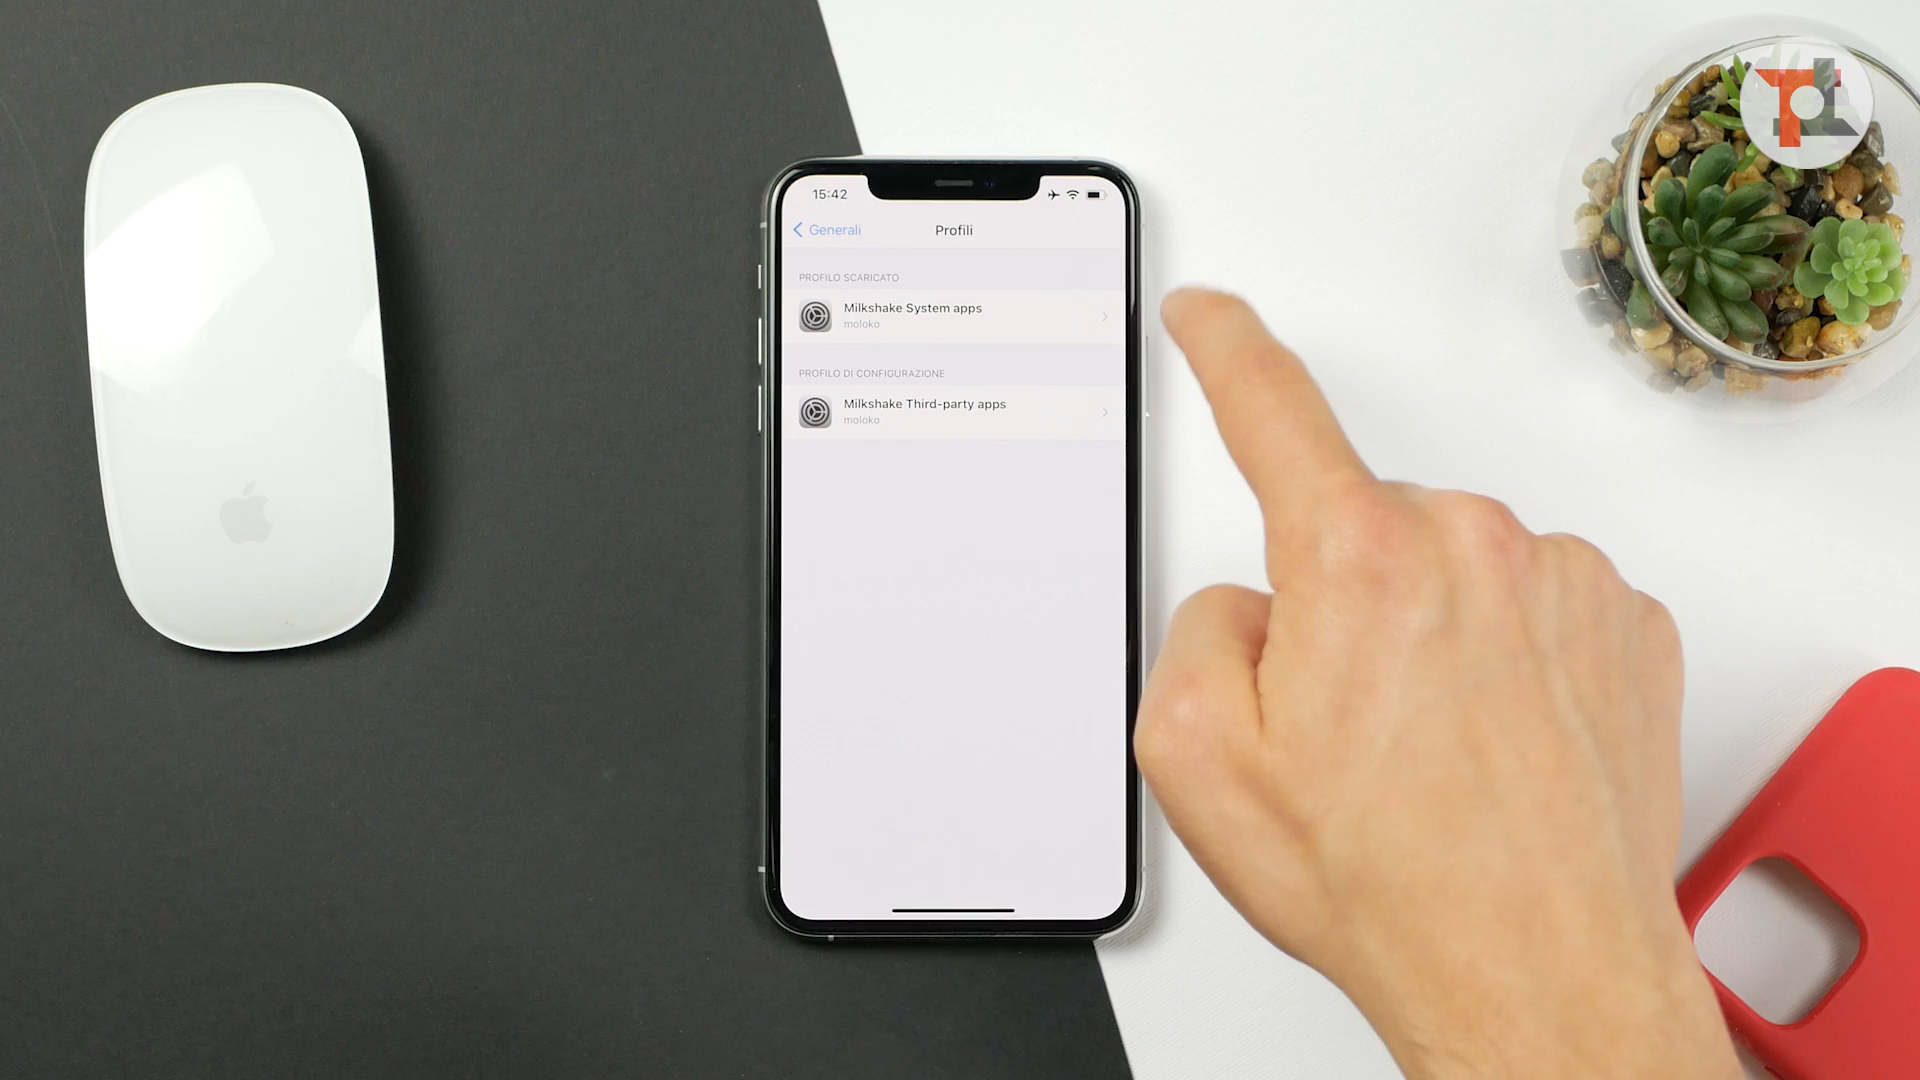 15:42
Generali
Profili
PROFILO SCARICATO
Milkshake System apps
moloko
PROFILO DI CONFIGURAZIONE
Milkshake Third-party apps
moloko